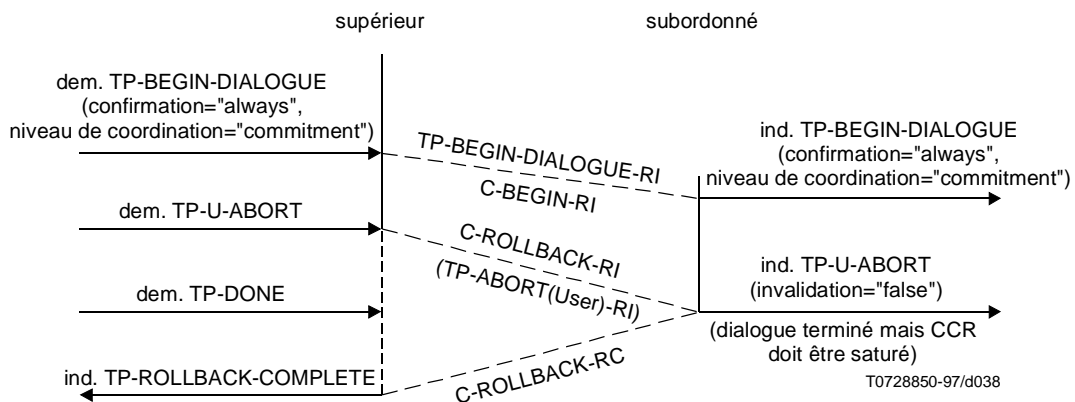 supérieur
subordonné
dem. TP-BEGIN-DIALOGUE
(confirmation="always",
niveau de coordination="commitment")
TP-BEGIN-DIALOGUE-RI
C-BEGIN-RI
ind. TP-BEGIN-DIALOGUE
(confirmation="always",
niveau de coordination="commitment")
dem. TP-U-ABORT
C-ROLLBACK-RI
(TP-ABORT(User)-RI)
ind. TP-U-ABORT
(invalidation="false")
dem. TP-DONE
(dialogue terminé mais CCR
doit être saturé)
ind. TP-ROLLBACK-COMPLETE
C-ROLLBACK-RC
T0728850-97/d038